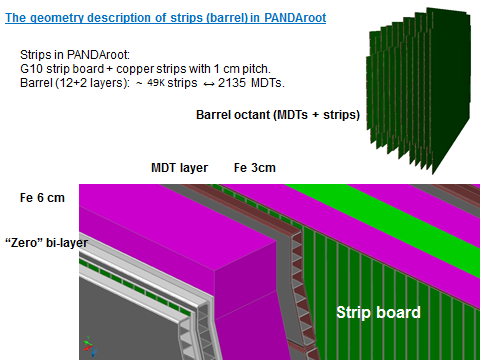 The geometry description of strips (barrel) in PANDAroot
Strips in PANDAroot:
G10 strip board + copper strips with 1 cm pitch.
Barrel (12+2 layers): ~ 49K strips ↔ 2135 MDTs.
Barrel octant (MDTs + strips)
MDT layer Fe 3cm
Fe 6 cm
“Zero” bi-layer
Strip board